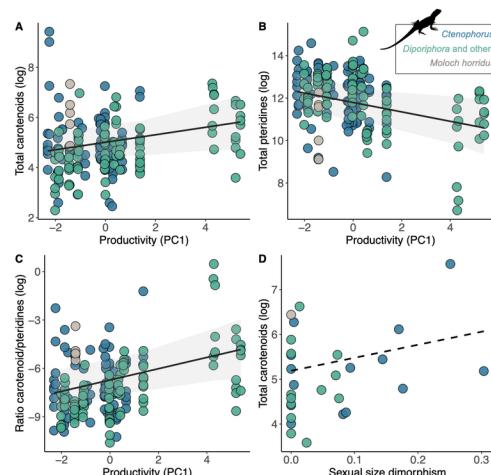 A
Total carotenoids (log)
8
6
4
2
-2
0
2
4
Productivity (PC1)
B
Ctenophorus
Diporiphora and other
Moloch horridus
Total pteridines (log)
14
12
10
8
-2
0
2
4
Productivity (PC1)
C
Ratio carotenoid/pteridines (log)
0
-3
-6
-9
-2
0
2
4
Productivity (PC1)
D
Total carotenoids (log)
7
6
5
4
0.0
0.1
0.2
0.3
Sexual size dimorphism